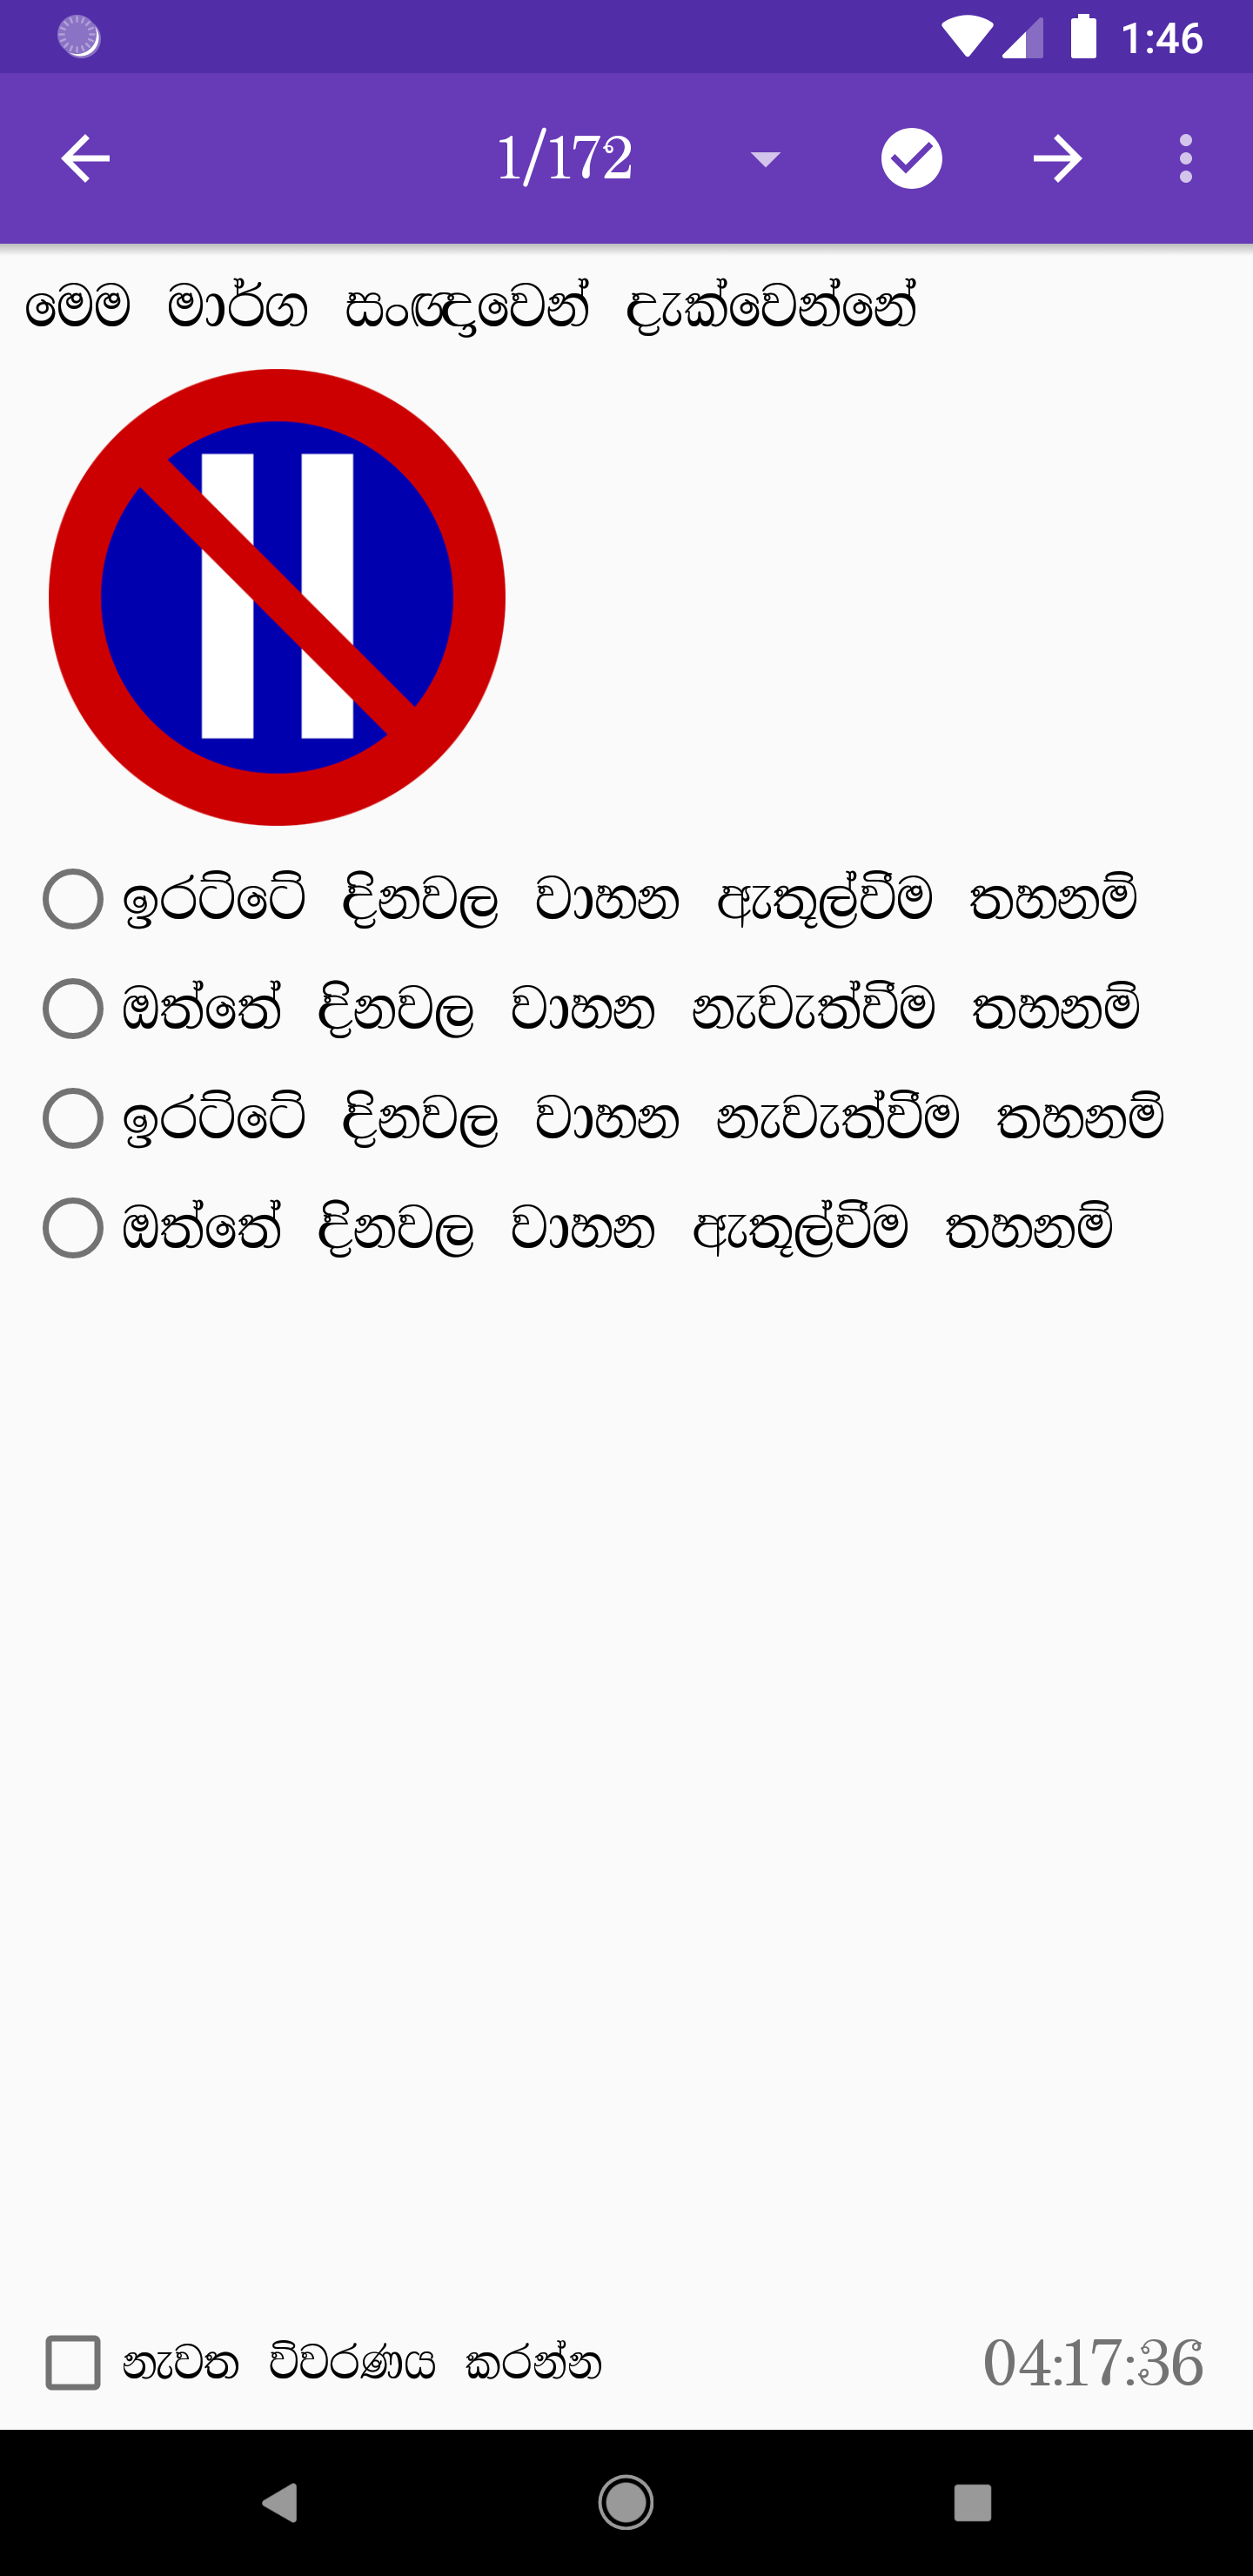 1:46
1/172
මෙම මාර්ග සංඥාවෙන් දැක්වෙන්නේ
ඉරට්ටේ දිනවල වාහන ඇතුල්වීම තහනම්
ඔත්තේ දිනවල වාහන නැවැත්වීම තහනම්
ඉරට්ටේ දිනවල වාහන නැවැත්වීම තහනම්
ඔත්තේ දිනවල වාහන ඇතුල්වීම තහනම්
නැවත විවරණය කරන්න
04:17:36